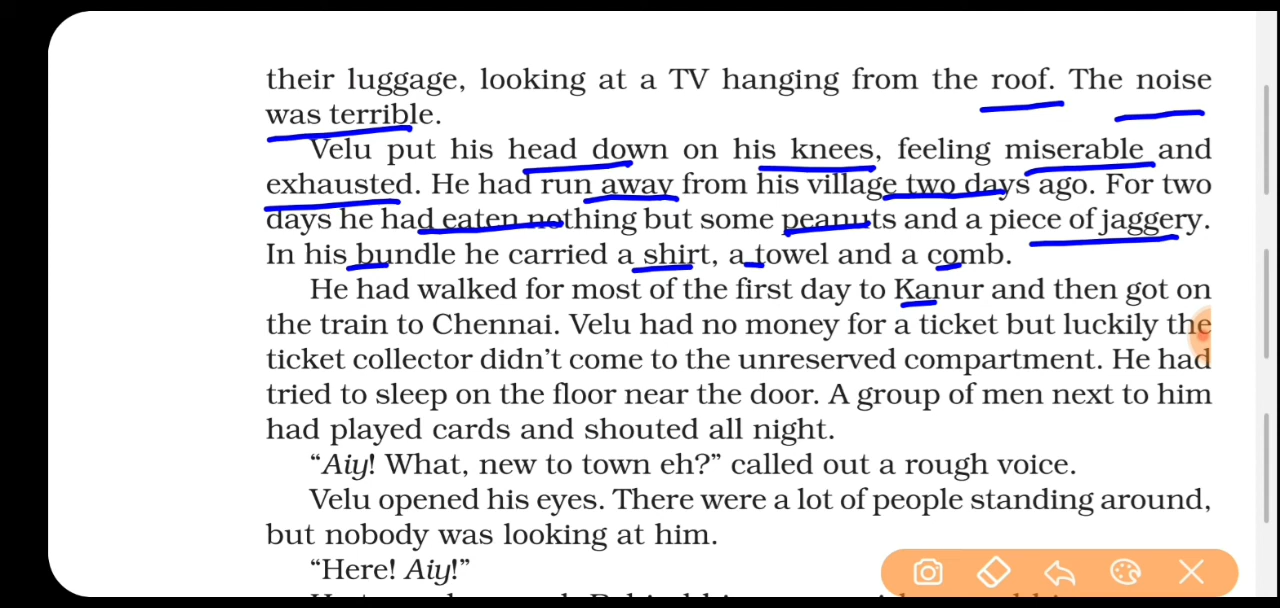 their luggage, looking at a TV hanging from the roof. The noise
was terrible.
Velu put his head down on his knees, feeling miserable and
exhausted. He had run away from his village two days ago. For two
days he had eaten nothing but some peanuts and a piece of jaggery.
In his bundle he carried a shirt, a towel and a comb.
He had walked for most of the first day to Kanur and then got on
the train to Chennai. Velu had no money for a ticket but luckily the
ticket collector didn’t come to the unreserved compartment. He had
tried to sleep on the floor near the door. A group of men next to him
had played cards and shouted all night.
“Aiy! What, new to town eh?” called out a rough voice.
Velu opened his eyes. There were a lot of people standing around,
but nobody was looking at him.
“Here! Aiy!”